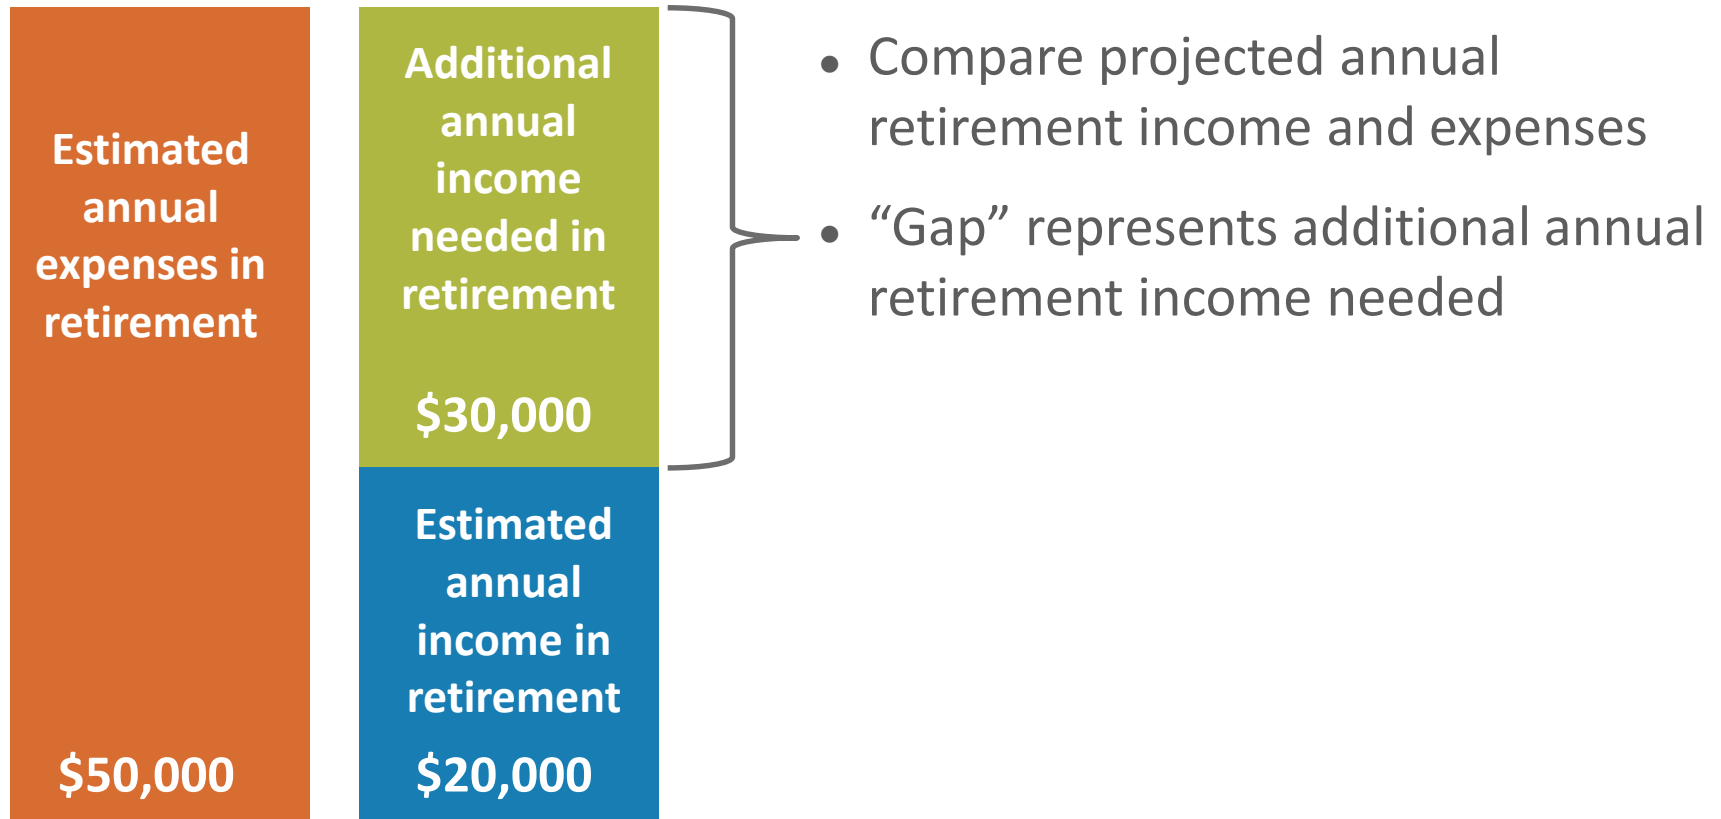 Estimated
annual
expenses in
retirement
$50,000
Additional
annual
income
needed in
retirement
$30,000
Estimated
annual
income in
retirement
$20,000
• Compare projected annual
retirement income and expenses
• “Gap” represents additional annual
retirement income needed